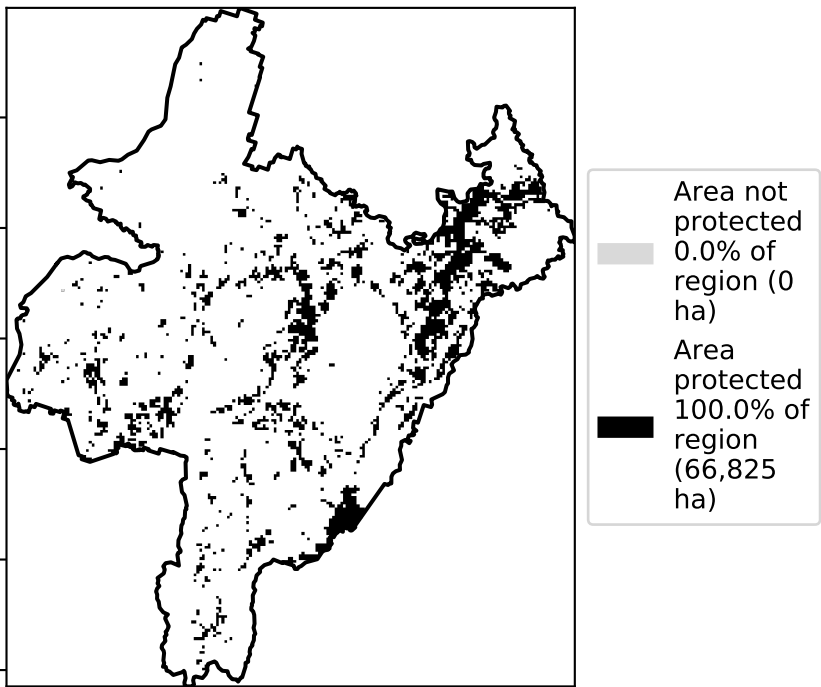 Area not
protected
0.0% of
region (0
ha)
Area
protected
100.0% of
region
(66,825
ha)